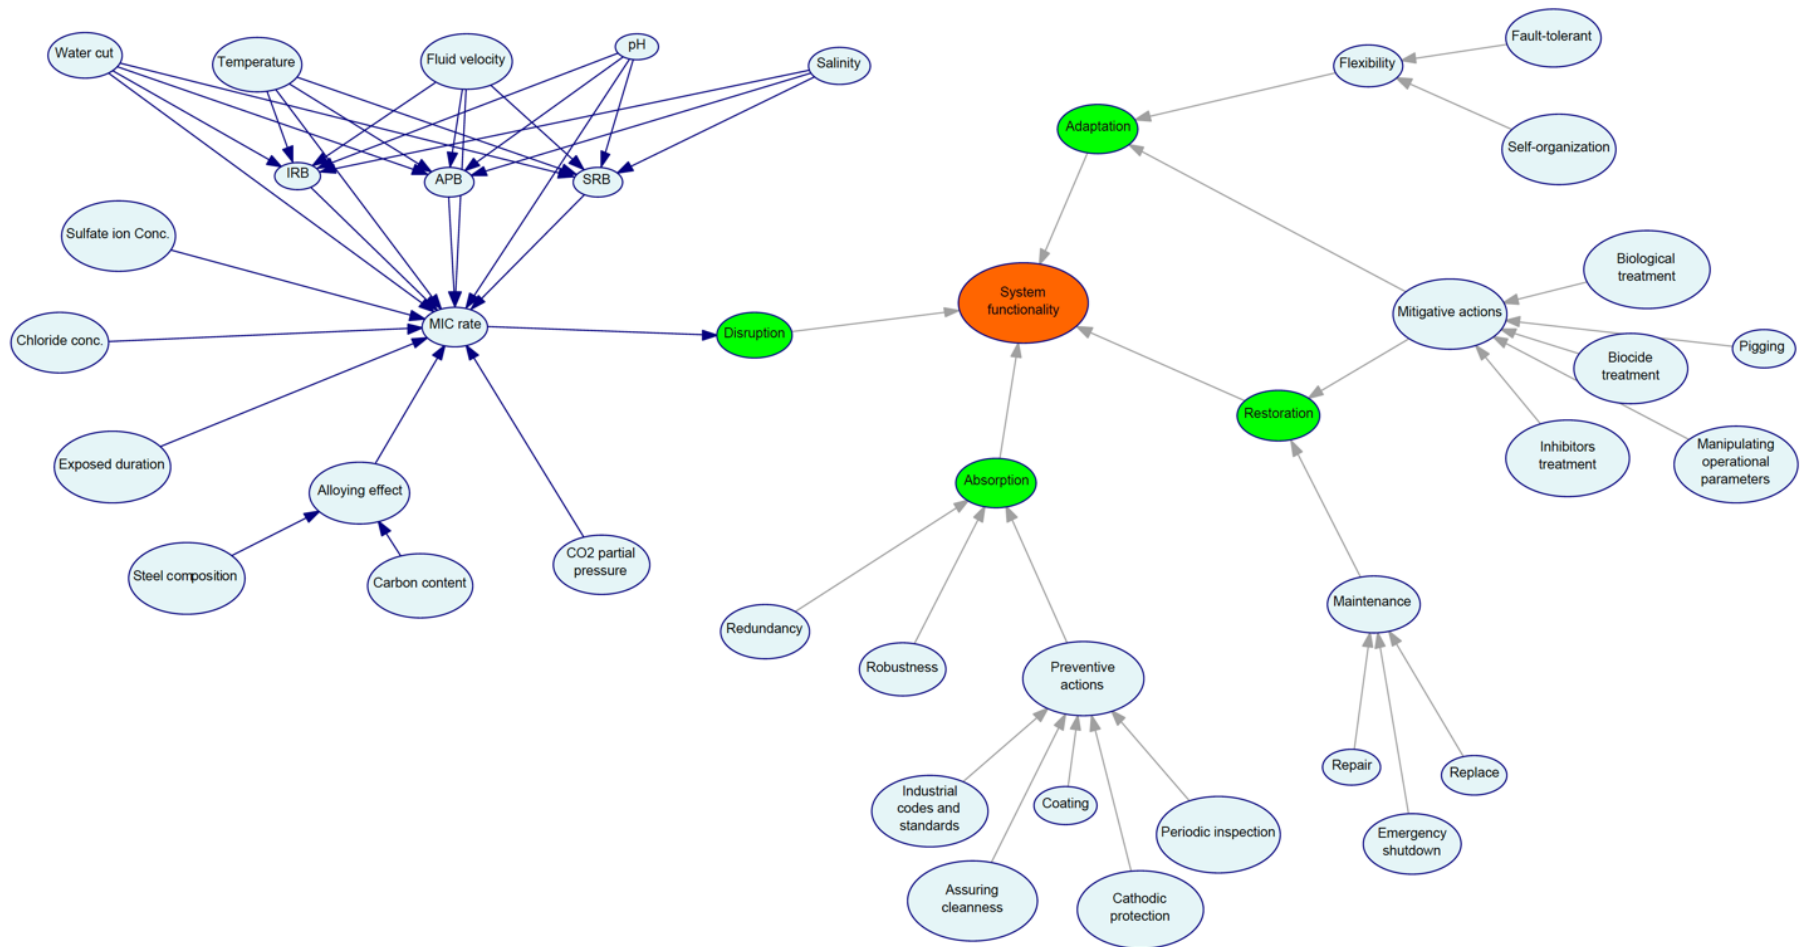 Water cut
Temperature
Fluid velocity
pH
Salinity
Fault-tolerant
Flexibility
Self-organization
Adaptation
IRB
APB
SRB
Sulfate ion Conc.
Biological
treatment
System
functionality
Mitigative actions
MIC rate
Disruption
Chloride conc.
Pigging
Biocide
treatment
Restoration
Inhibitors
treatment
Manipulating
operational
parameters
Exposed duration
Alloying effect
Absorption
Steel composition
Carbon content
CO2 partial
pressure
Maintenance
Redundancy
Robustness
Preventive
actions
Repair
Replace
Industrial
codes and
standards
Coating
Periodic inspection
Emergency
shutdown
Assuring
cleanness
Cathodic
protection